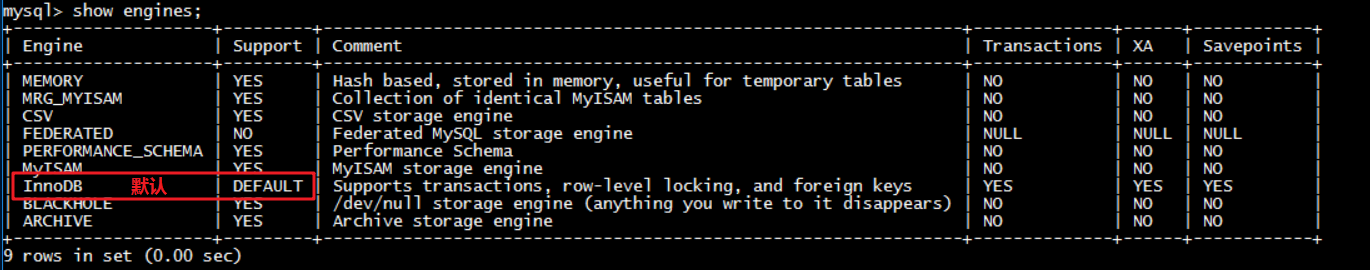 mysql> show engines;
+--------------------+---------+----------------------------------------------------------------+--------------+------+------------+
| Engine | Support | Comment | Transactions | XA | Savepoints |
+--------------------+---------+----------------------------------------------------------------+--------------+------+------------+
| MEMORY | YES | Hash based, stored in memory, useful for temporary tables | NO | NO | NO |
| MRG_MYISAM | YES | Collection of identical MyISAM tables | NO | NO | NO |
| CSV | YES | CSV storage engine | NO | NO | NO |
| FEDERATED | NO | Federated MySQL storage engine | NULL | NULL | NULL |
| PERFORMANCE_SCHEMA | YES | Performance Schema | NO | NO | NO |
| MyISAM | YES | MyISAM storage engine | NO | NO | NO |
| InnoDB 默认 | DEFAULT | Supports transactions, row-level locking, and foreign keys | YES | YES | YES |
| BLACKHOLE | YES | /dev/null storage engine (anything you write to it disappears) | NO | NO | NO |
| ARCHIVE | YES | Archive storage engine | NO | NO | NO |
+--------------------+---------+----------------------------------------------------------------+--------------+------+------------+
9 rows in set (0.00 sec)